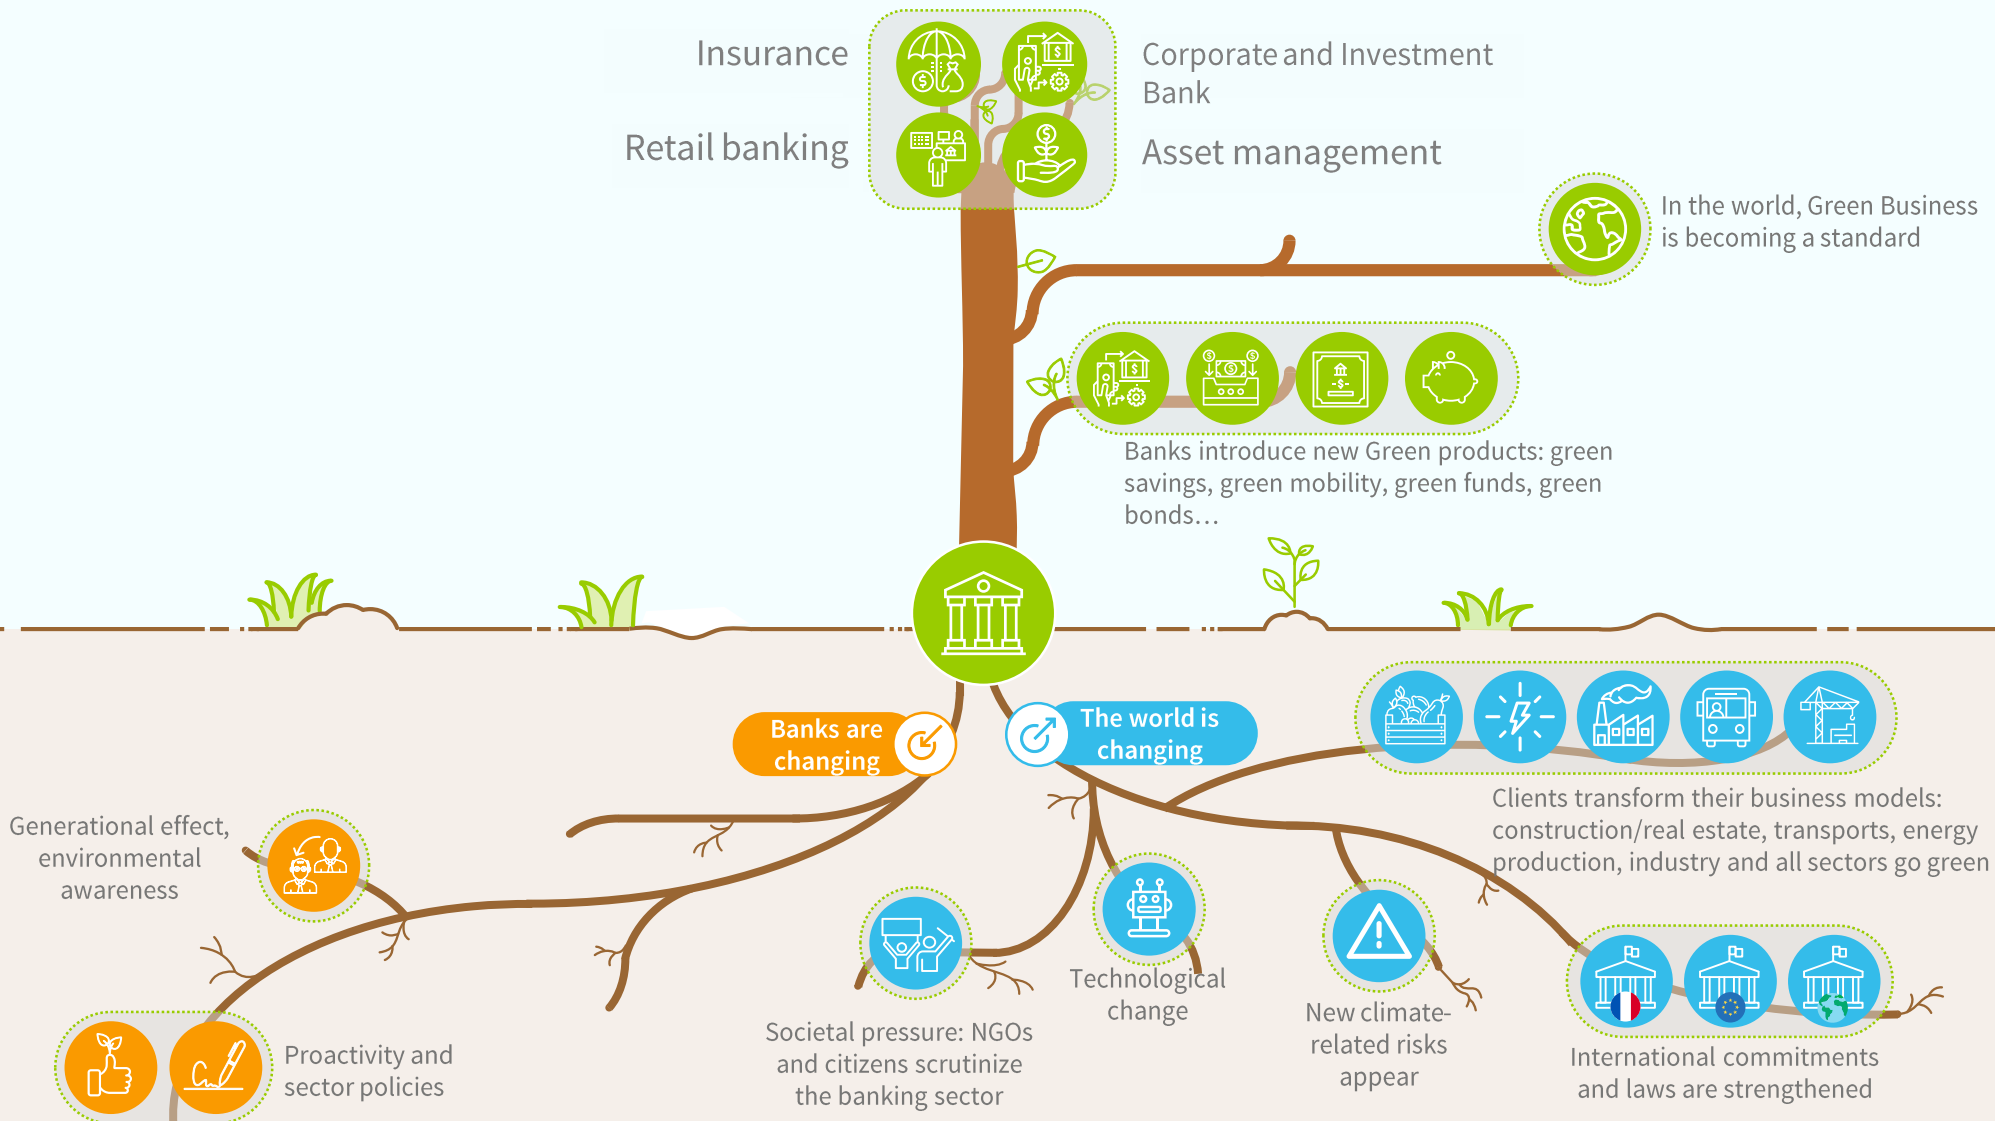 Insurance
Corporate and Investment
Bank
Retail banking
Asset management
In the world, Green Business
is becoming a standard
Banks introduce new Green products: green
savings, green mobility, green funds, green
bonds…
Banks are
changing
The world is
changing
Clients transform their business models:
construction/real estate, transports, energy
production, industry and all sectors go green
Generational effect,
environmental
awareness
Technological
change
New climate-
related risks
appear
Societal pressure: NGOs
and citizens scrutinize
the banking sector
Proactivity and
sector policies
International commitments
and laws are strengthened